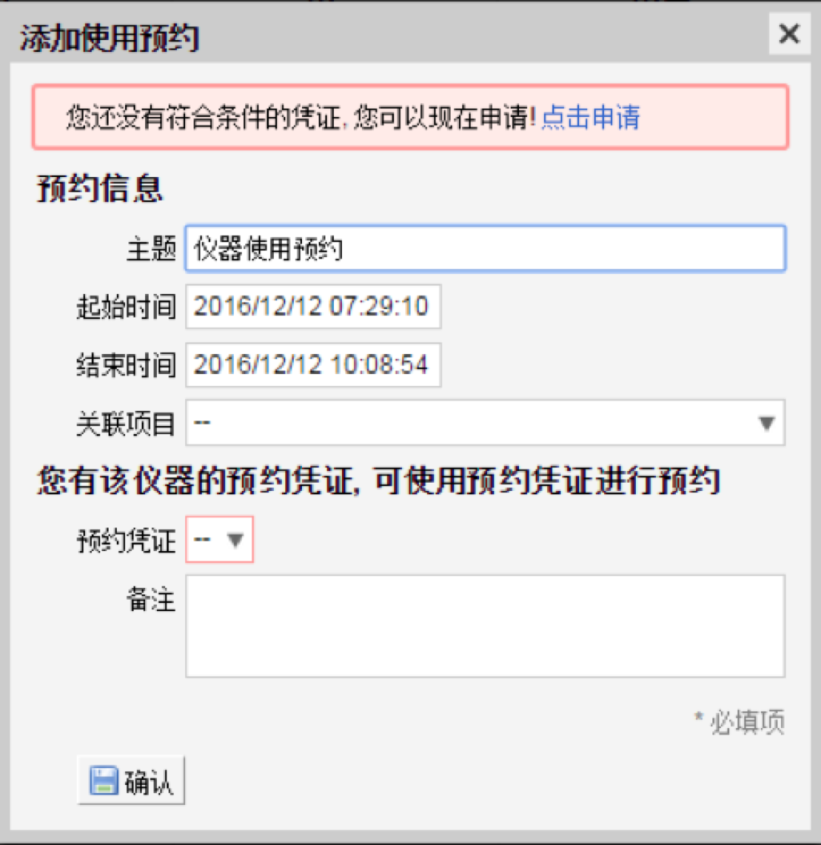 添加使用预约
您还没有符合条件的凭证, 您可以现在申请! 点击申请
预约信息
主题 仪器使用预约
起始时间 2016/12/12 07:29:10
结束时间 2016/12/12 10:08:54
关联项目 --
您有该仪器的预约凭证, 可使用预约凭证进行预约
预约凭证 --
备注
* 必填项
确认